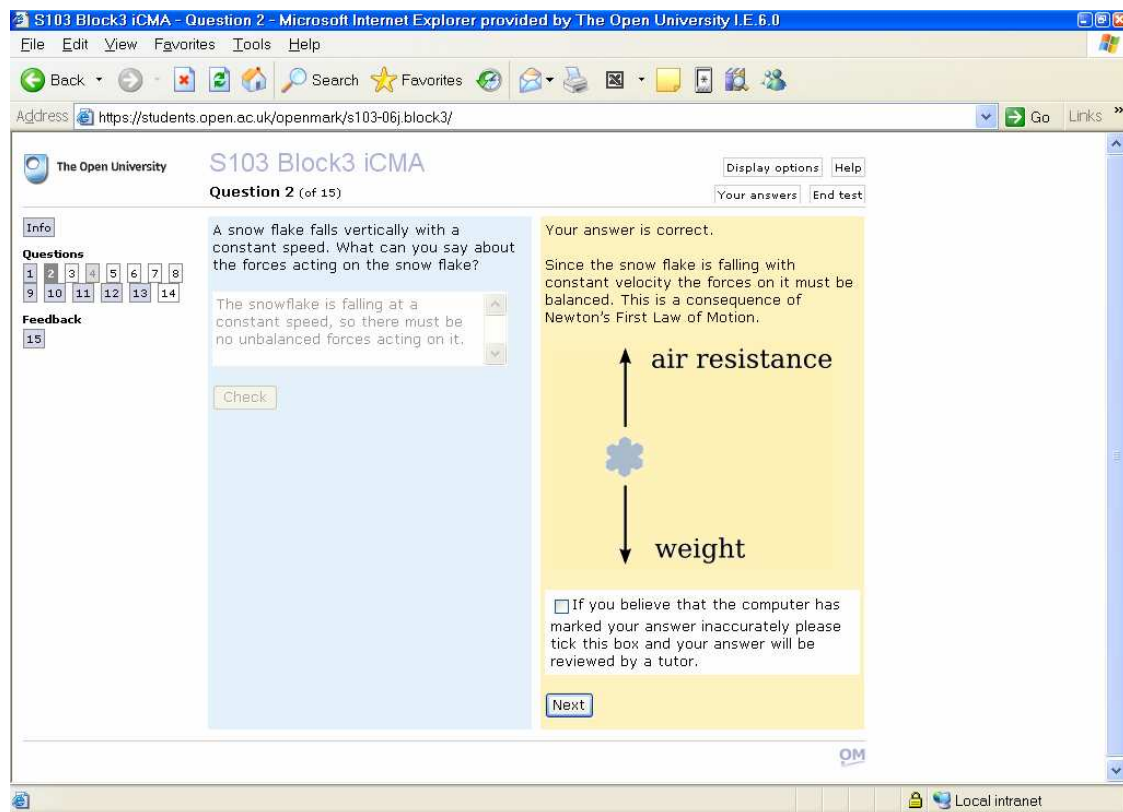 S103 Block3 iCMA - Question 2 - Microsoft Internet Explorer provided by The Open University I.E.6.0
File Edit View Favorites Tools Help
Back Search Favorites
Address https://students.open.ac.uk/openmark/s103-06j.block3/ Go Links »
The Open University
S103 Block3 iCMA
Question 2 (of 15)
Display options Help
Your answers End test
Info
Questions
1 2 3 4 5 6 7 8
9 10 11 12 13 14
Feedback
15
A snow flake falls vertically with a
constant speed. What can you say about
the forces acting on the snow flake?
The snowflake is falling at a
constant speed, so there must be
no unbalanced forces acting on it.
Check
Your answer is correct.
Since the snow flake is falling with
constant velocity the forces on it must be
balanced. This is a consequence of
Newton's First Law of Motion.
air resistance
weight
If you believe that the computer has
marked your answer inaccurately please
tick this box and your answer will be
reviewed by a tutor.
Next
OM
Local intranet